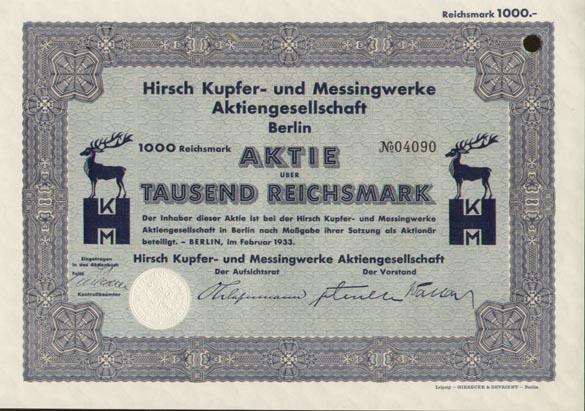 Reichsmark 1000.-
Hirsch Kupfer- und Messingwerke
Aktiengesellschaft
Berlin
1000 Reichsmark
№04090
AKTIE
ÜBER
TAUSEND REICHSMARK
Der Inhaber dieser Aktie ist bei der Hirsch Kupfer- und Messingwerke
Aktiengesellschaft in Berlin nach Maßgabe ihrer Satzung als Aktionär
beteiligt. – BERLIN, im Februar 1933.
Hirsch Kupfer- und Messingwerke Aktiengesellschaft
Der Aufsichtsrat
Der Vorstand
Eingetragen
in das Aktienbuch
Kontrollbeamter
H K M
H K M
Leipzig – GIESECKE & DEVRIENT – Berlin